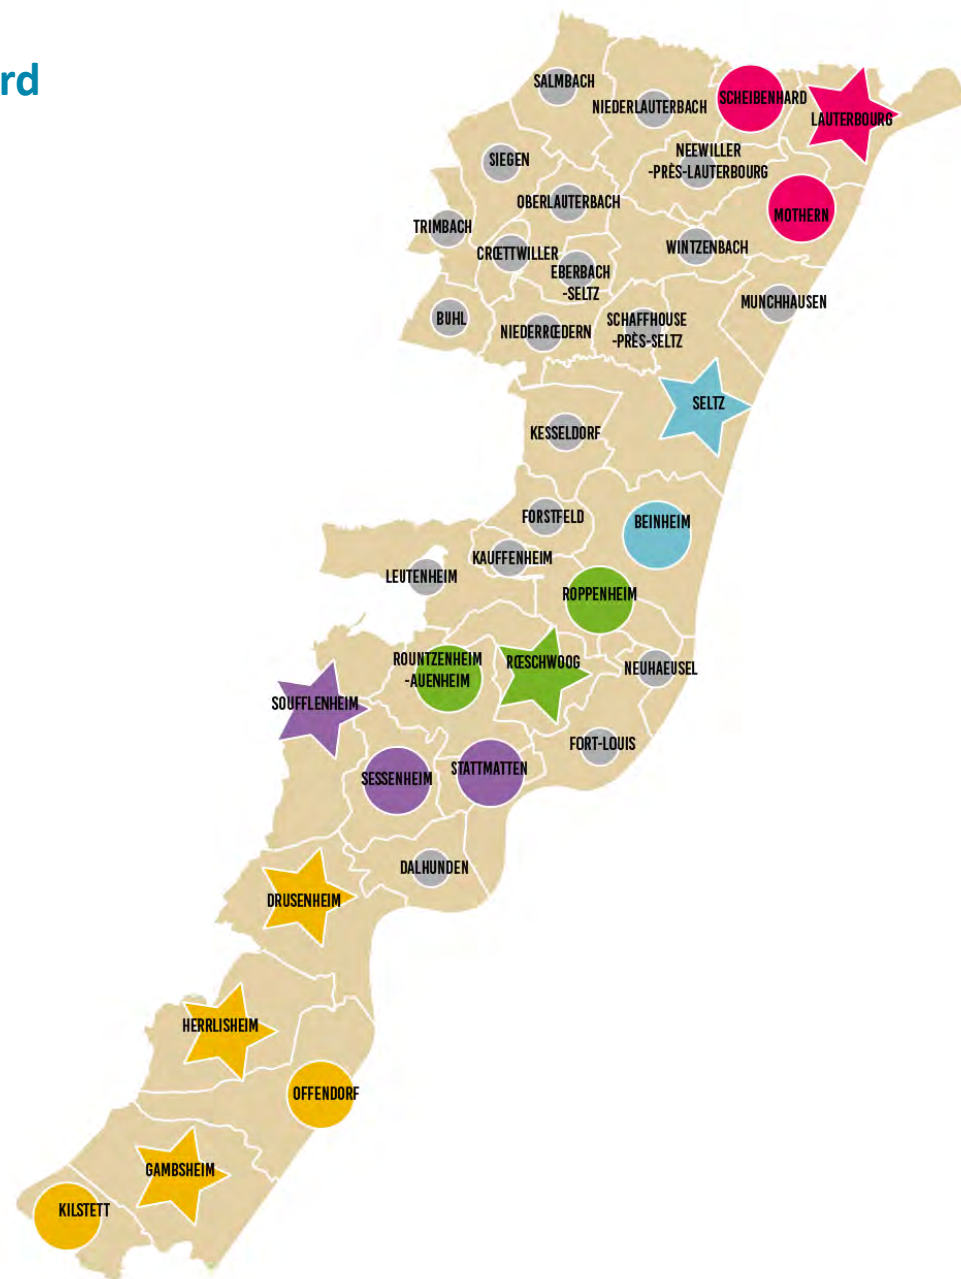 rd
SALMBACH
NIEDERLAUTERBACH
SCHEIBENHARD
LAUTERBOURG
SIEGEN
NEEWILLER
-PRÈS-LAUTERBOURG
OBERLAUTERBACH
MOTHERN
TRIMBACH
CRŒTTWILLER
WINTZENBACH
EBERBACH
-SELTZ
MUNCHHAUSEN
BUHL
NIEDERRŒDERN
SCHAFFHOUSE
-PRÈS-SELTZ
SELTZ
KESSELDORF
FORSTFELD
BEINHEIM
KAUFFENHEIM
LEUTENHEIM
ROPPENHEIM
ROUNTZENHEIM
-AUENHEIM
RŒSCHWOOG
NEUHAEUSEL
SOUFFLENHEIM
FORT-LOUIS
SESSENHEIM
STATTMATTEN
DALHUNDEN
DRUSENHEIM
HERRLISHEIM
OFFENDORF
GAMBSHEIM
KILSTETT